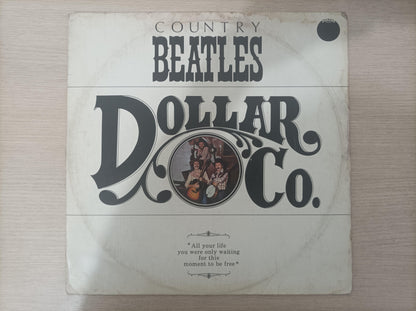 COUNTRY
BEATLES
DOLLAR
CO.
"All your life
you were only waiting
for this
moment to be free"